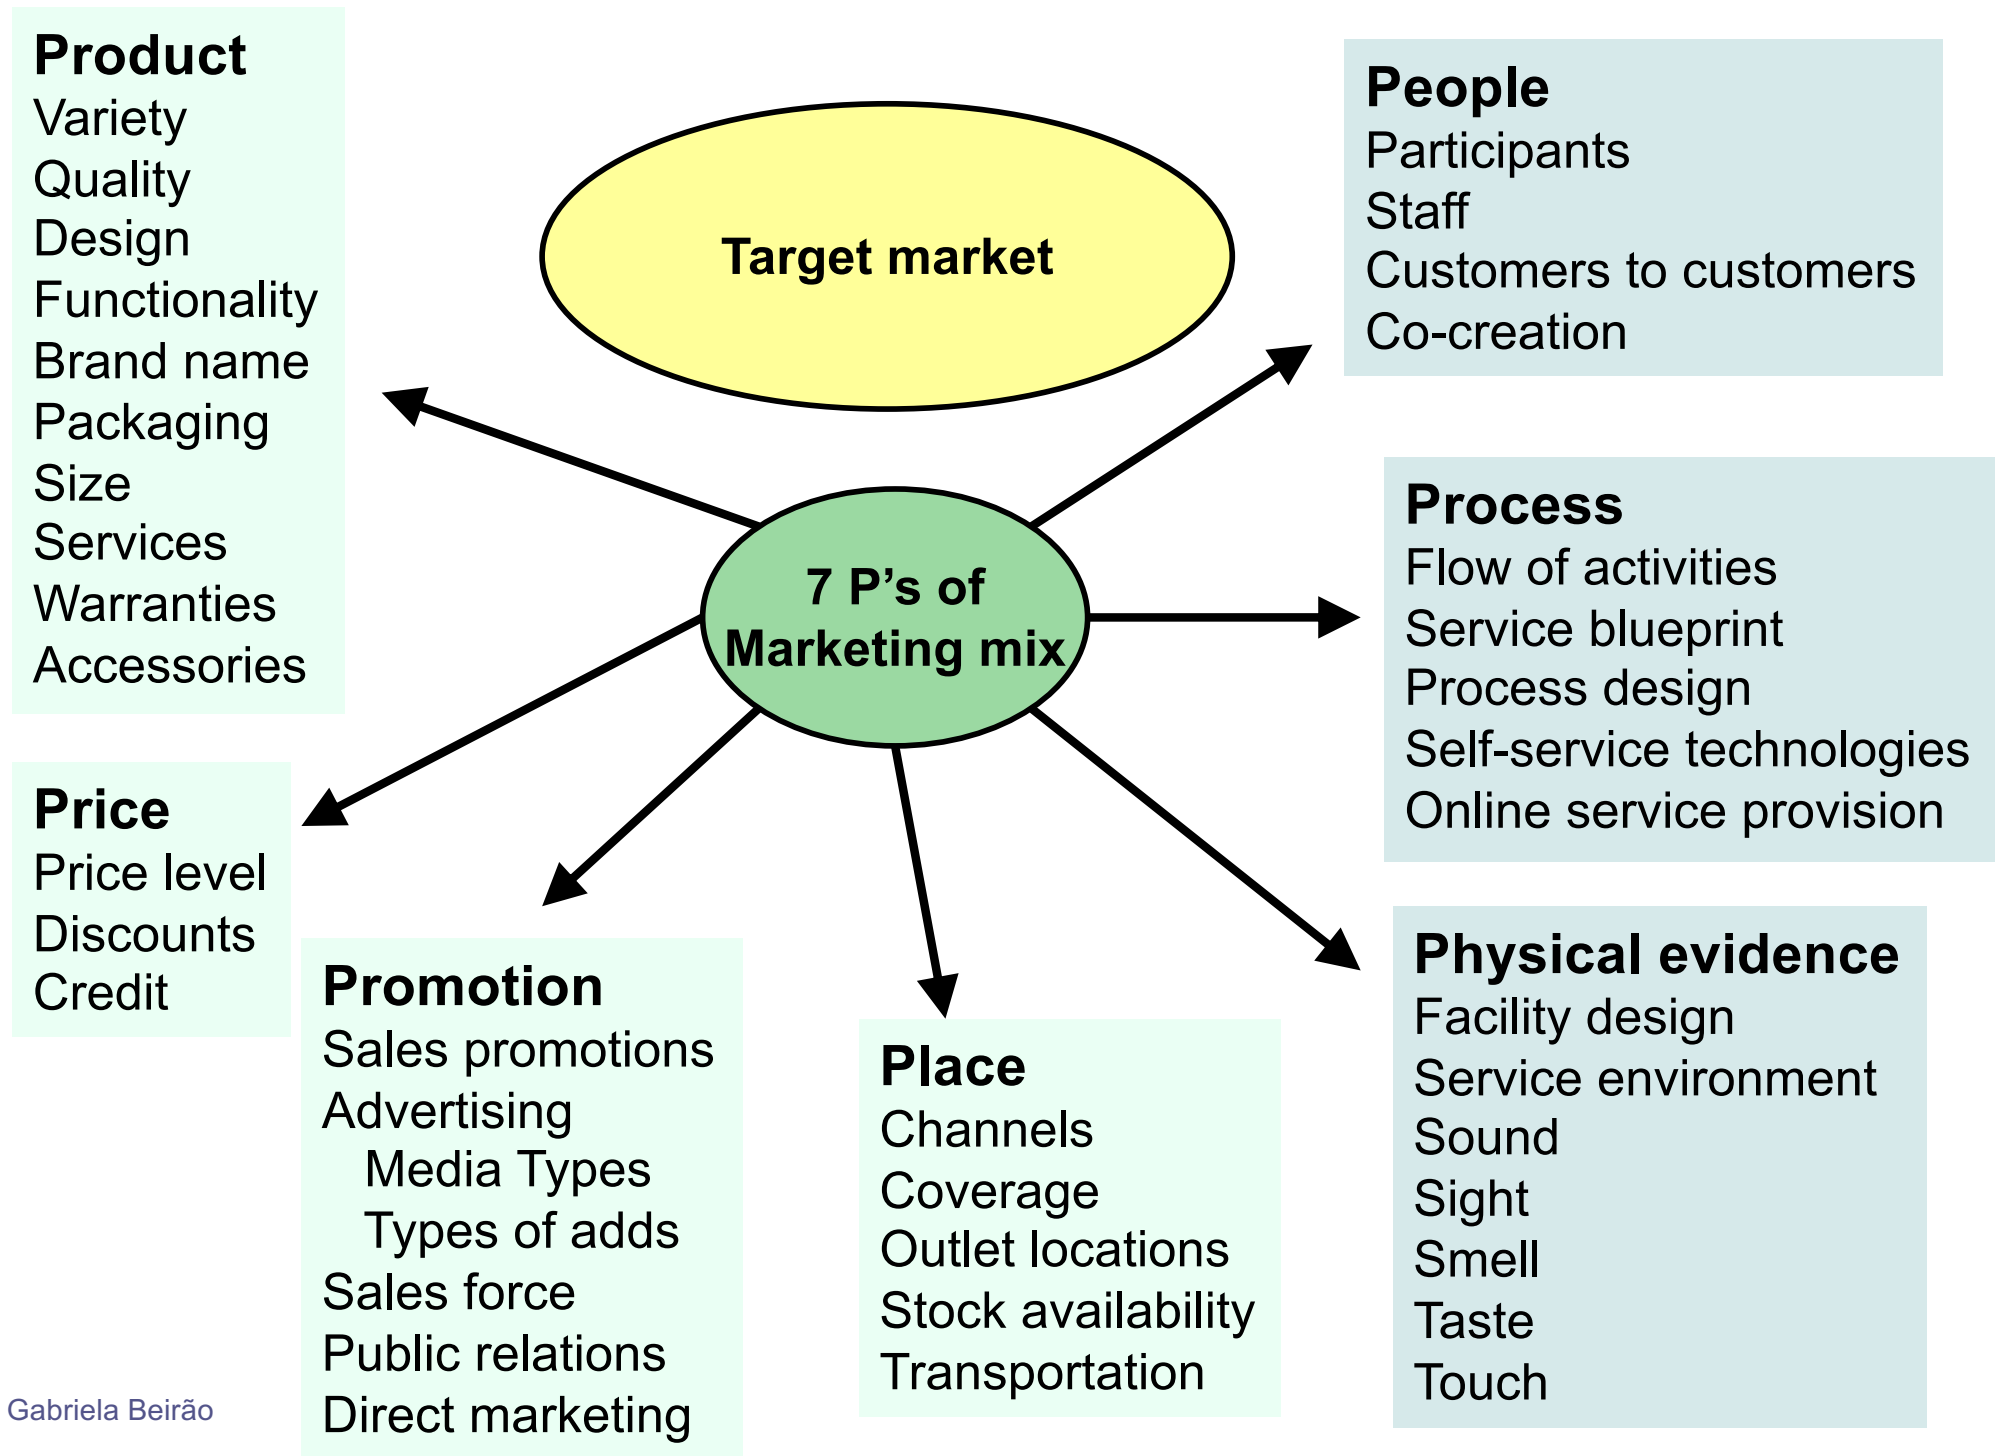 Product
Variety
Quality
Design
Functionality
Brand name
Packaging
Size
Services
Warranties
Accessories
Target market
People
Participants
Staff
Customers to customers
Co-creation
7 P’s of
Marketing mix
Process
Flow of activities
Service blueprint
Process design
Self-service technologies
Online service provision
Price
Price level
Discounts
Credit
Promotion
Sales promotions
Advertising
Media Types
Types of adds
Sales force
Public relations
Direct marketing
Place
Channels
Coverage
Outlet locations
Stock availability
Transportation
Physical evidence
Facility design
Service environment
Sound
Sight
Smell
Taste
Touch
Gabriela Beirão